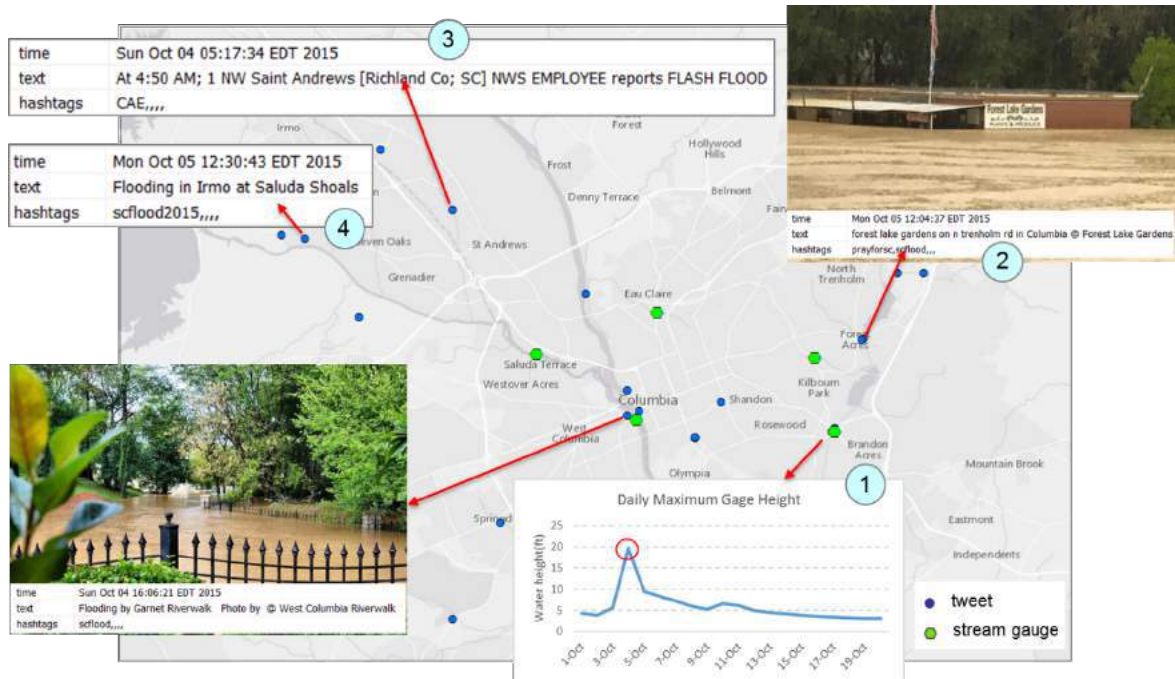 3
time Sun Oct 04 05:17:34 EDT 2015
text At 4:50 AM; 1 NW Saint Andrews [Richland Co; SC] NWS EMPLOYEE reports FLASH FLOOD
hashtags CAE,,,,
time Mon Oct 05 12:30:43 EDT 2015
text Flooding in Irmo at Saluda Shoals
hashtags scflood2015,,,,
4
Forest Lake Gardens
time Mon Oct 05 12:04:37 EDT 2015
text forest lake gardens on n trenholm rd in Columbia @ Forest Lake Gardens
hashtags prayforsc,scflood,,,
2
Irmo
Forest
Hollywood
Hills
Frost
Denny Terrace
Belmont
St Andrews
Grenadier
North
Trenholm
Eau Claire
Acres
Saluda Terrace
Westover Acres
Kilbourn
Park
Columbia
Shandon
West
Columbia
Rosewood
Brandon
Acres
Olympia
Mountain Brook
Eastmont
Independents
time Sun Oct 04 16:06:21 EDT 2015
text Flooding by Garnet Riverwalk Photo by @ West Columbia Riverwalk
hashtags scflood,,,,
1
Daily Maximum Gage Height
Water height(ft)
25
20
15
10
5
0
1-Oct 3-Oct 5-Oct 7-Oct 9-Oct 11-Oct 13-Oct 15-Oct 17-Oct 19-Oct
tweet
stream gauge